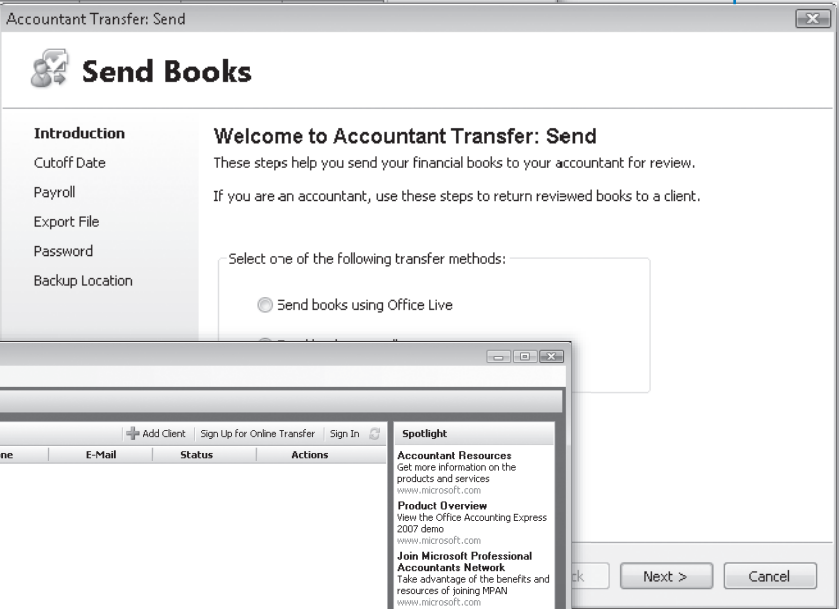 Accountant Transfer: Send
Send Books
Introduction
Cutoff Date
Payroll
Export File
Password
Backup Location
Welcome to Accountant Transfer: Send
These steps help you send your financial books to your accountant for review.
If you are an accountant, use these steps to return reviewed books to a client.
Select one of the following transfer methods:
Send books using Office Live
Add Client Sign Up for Online Transfer Sign In
ne E-Mail Status Actions
Spotlight
Accountant Resources
Get more information on the
products and services
www.microsoft.com
Product Overview
View the Office Accounting Express
2007 demo
www.microsoft.com
Join Microsoft Professional
Accountants Network
Take advantage of the benefits and
resources of joining MPAN
www.microsoft.com
ck Next > Cancel